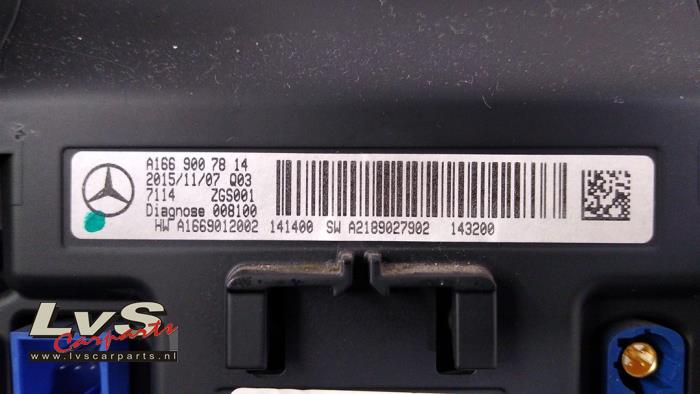 A166 900 78 14
2015/11/07 Q03
7114 ZGS001
Diagnose 008100
HW A1669012002 141400 SW A2189027902 143200
LvS
Carparts
www.lvscarparts.nl